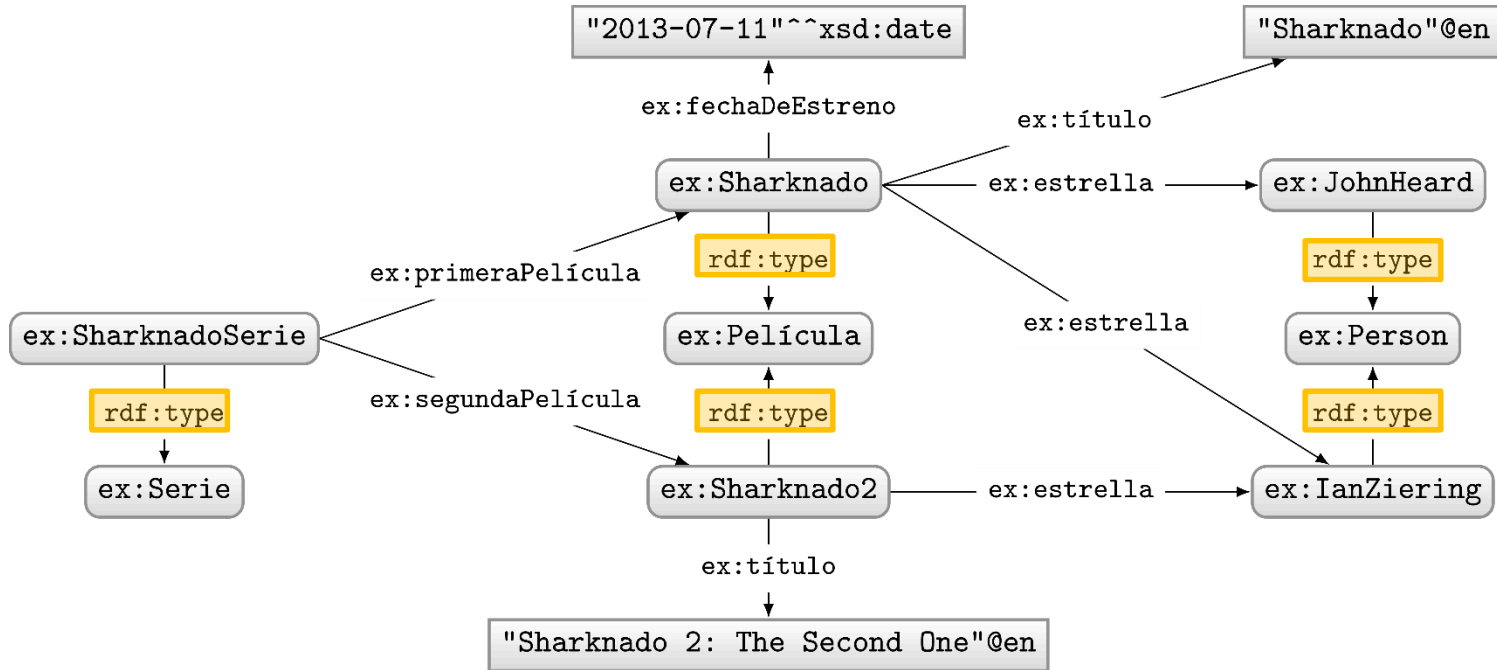 "2013-07-11"^^xsd:date
"Sharknado"@en
ex:fechaDeEstreno
ex:título
ex:Sharknado
ex:estrella
ex:JohnHeard
rdf:type
rdf:type
ex:primeraPelícula
ex:SharknadoSerie
ex:Película
ex:estrella
ex:Person
ex:segundaPelícula
rdf:type
rdf:type
rdf:type
ex:Serie
ex:Sharknado2
ex:estrella
ex:IanZiering
ex:título
"Sharknado 2: The Second One"@en